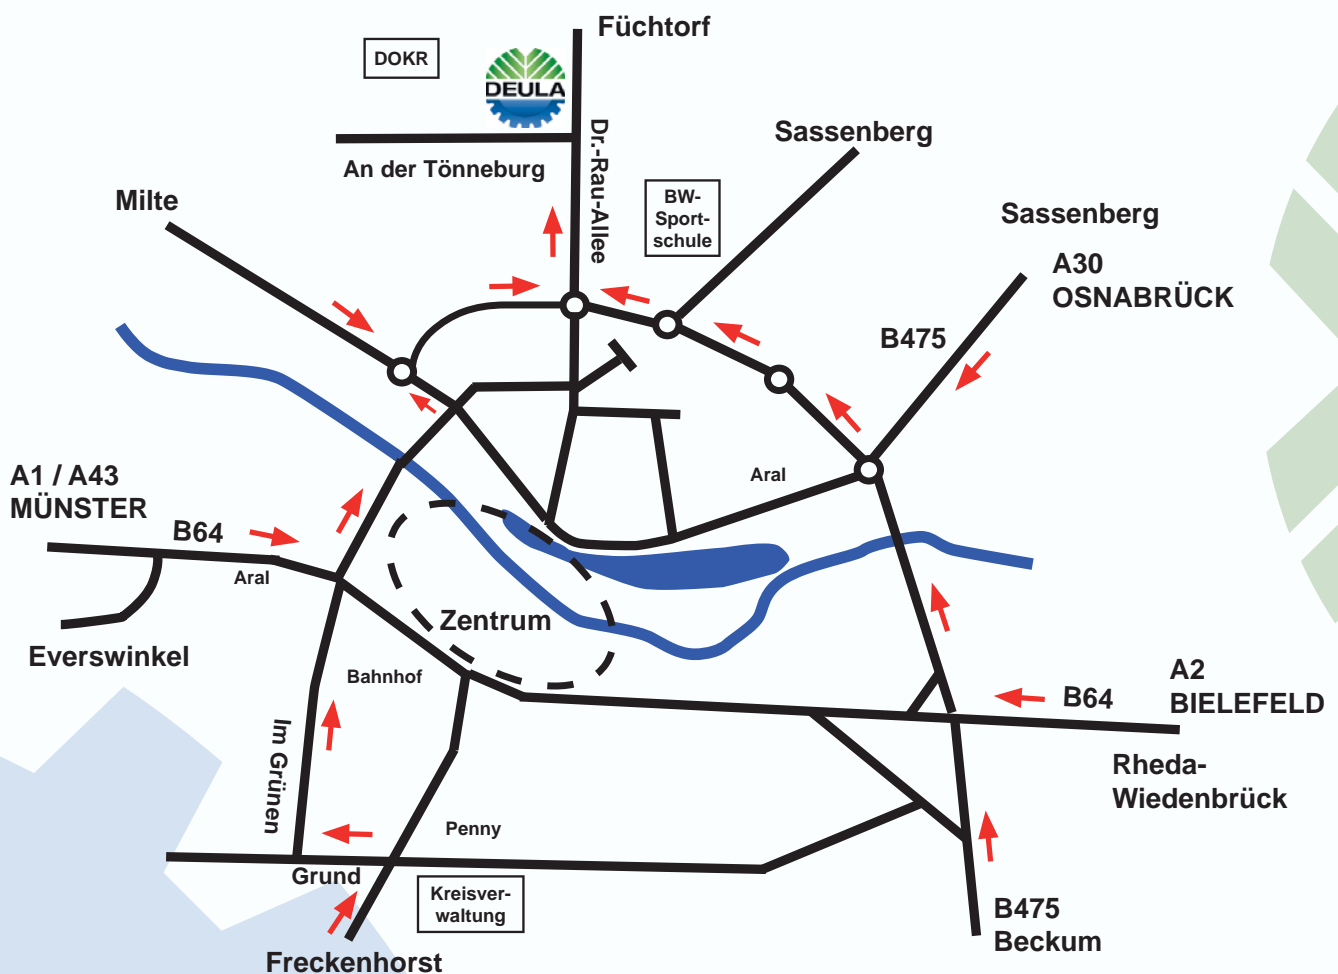 Füchtorf
DOKR
DEULA
Dr.-Rau-Allee
Sassenberg
An der Tönneburg
BW-
Sport-
schule
Milte
Sassenberg
A30
OSNABRÜCK
B475
A1 / A43
MÜNSTER
B64
Aral
Aral
Everswinkel
Zentrum
Bahnhof
A2
BIELEFELD
B64
Rheda-
Wiedenbrück
Im Grünen
Penny
Grund
Kreisver-
waltung
B475
Beckum
Freckenhorst